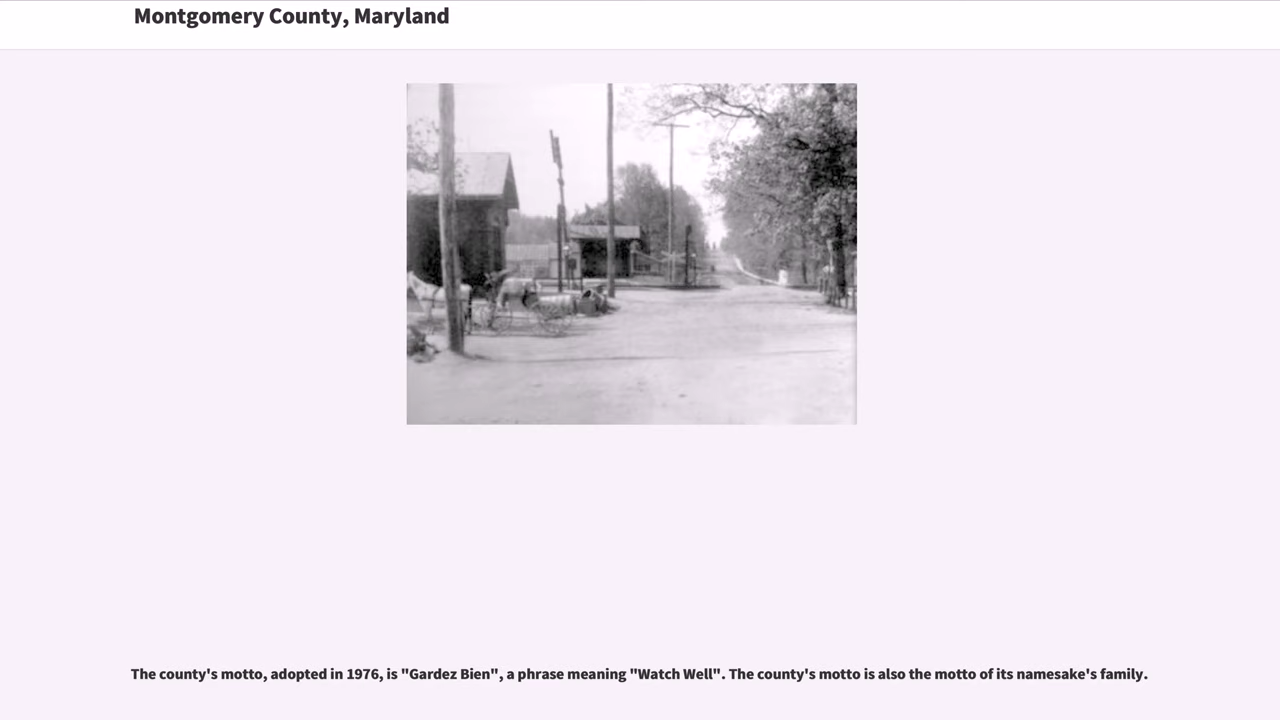 Montgomery County, Maryland
The county's motto, adopted in 1976, is "Gardez Bien", a phrase meaning "Watch Well". The county's motto is also the motto of its namesake's family.